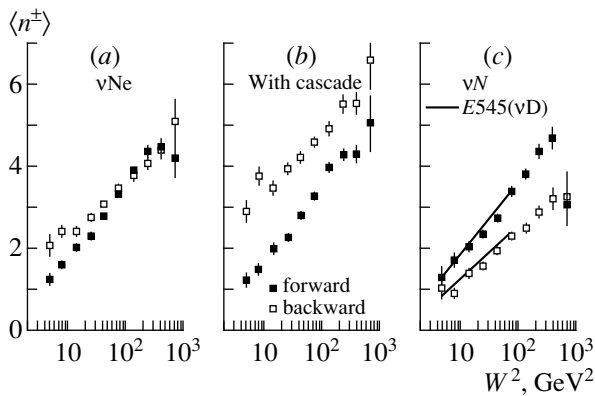 ⟨n±⟩
(a)
(b)
(c)
νNe
With cascade
νN
E545(νD)
6
4
2
0
forward
backward
10
10²
10³
10
10²
10³
10
10²
10³
W², GeV²